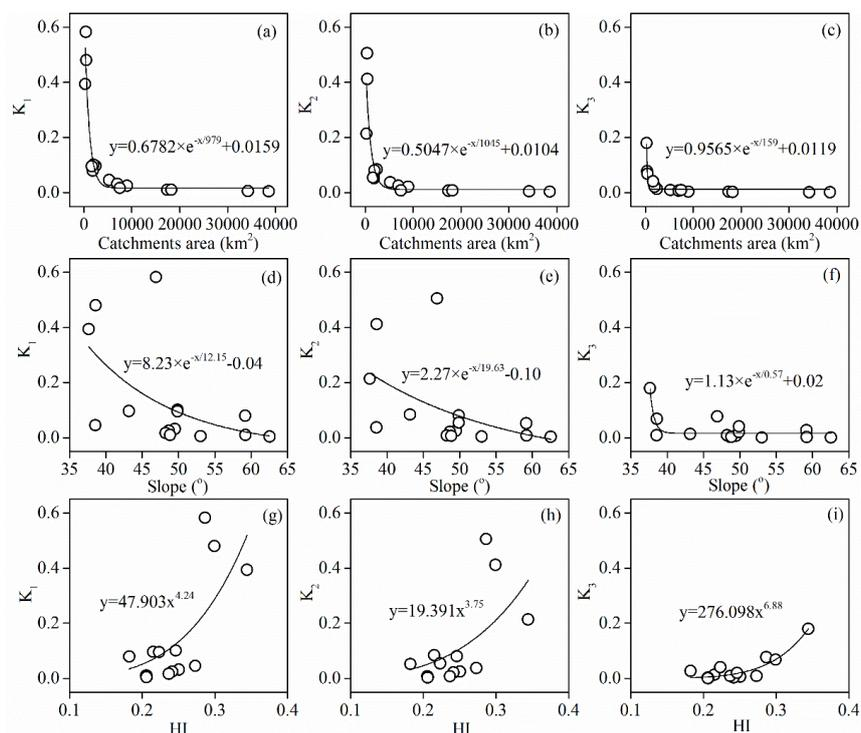 (a)
K1
0.6
0.4
0.2
0.0
y=0.6782×e^-x/979+0.0159
0 10000 20000 30000 40000
Catchments area (km²)
(b)
K2
0.6
0.4
0.2
0.0
y=0.5047×e^-x/1045+0.0104
0 10000 20000 30000 40000
Catchments area (km²)
(c)
K3
0.6
0.4
0.2
0.0
y=0.9565×e^-x/159+0.0119
0 10000 20000 30000 40000
Catchments area (km²)
(d)
K1
0.6
0.4
0.2
0.0
y=8.23×e^-x/12.15-0.04
35 40 45 50 55 60 65
Slope (°)
(e)
K2
0.6
0.4
0.2
0.0
y=2.27×e^-x/19.63-0.10
35 40 45 50 55 60 65
Slope (°)
(f)
K3
0.6
0.4
0.2
0.0
y=1.13×e^-x/0.57+0.02
35 40 45 50 55 60 65
Slope (°)
(g)
K1
0.6
0.4
0.2
0.0
y=47.903x^4.24
0.1 0.2 0.3 0.4
HI
(h)
K2
0.6
0.4
0.2
0.0
y=19.391x^3.75
0.1 0.2 0.3 0.4
HI
(i)
K3
0.6
0.4
0.2
0.0
y=276.098x^6.88
0.1 0.2 0.3 0.4
HI